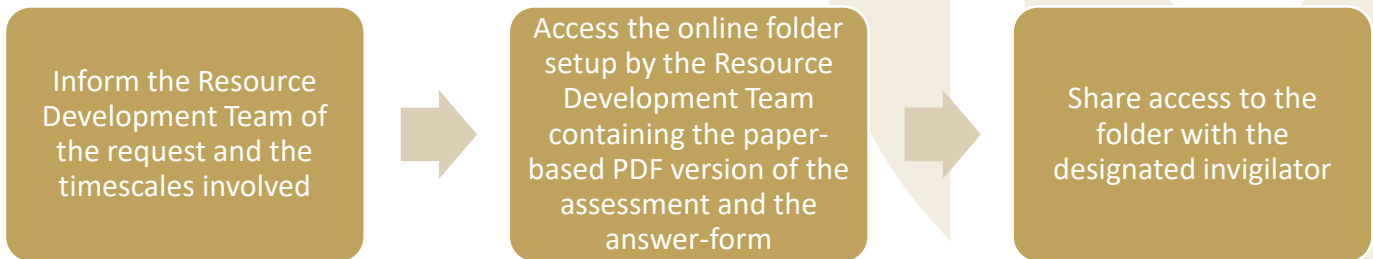 Inform the Resource
Development Team of
the request and the
timescales involved
Access the online folder
setup by the Resource
Development Team
containing the paper-
based PDF version of the
assessment and the
answer-form
Share access to the
folder with the
designated invigilator